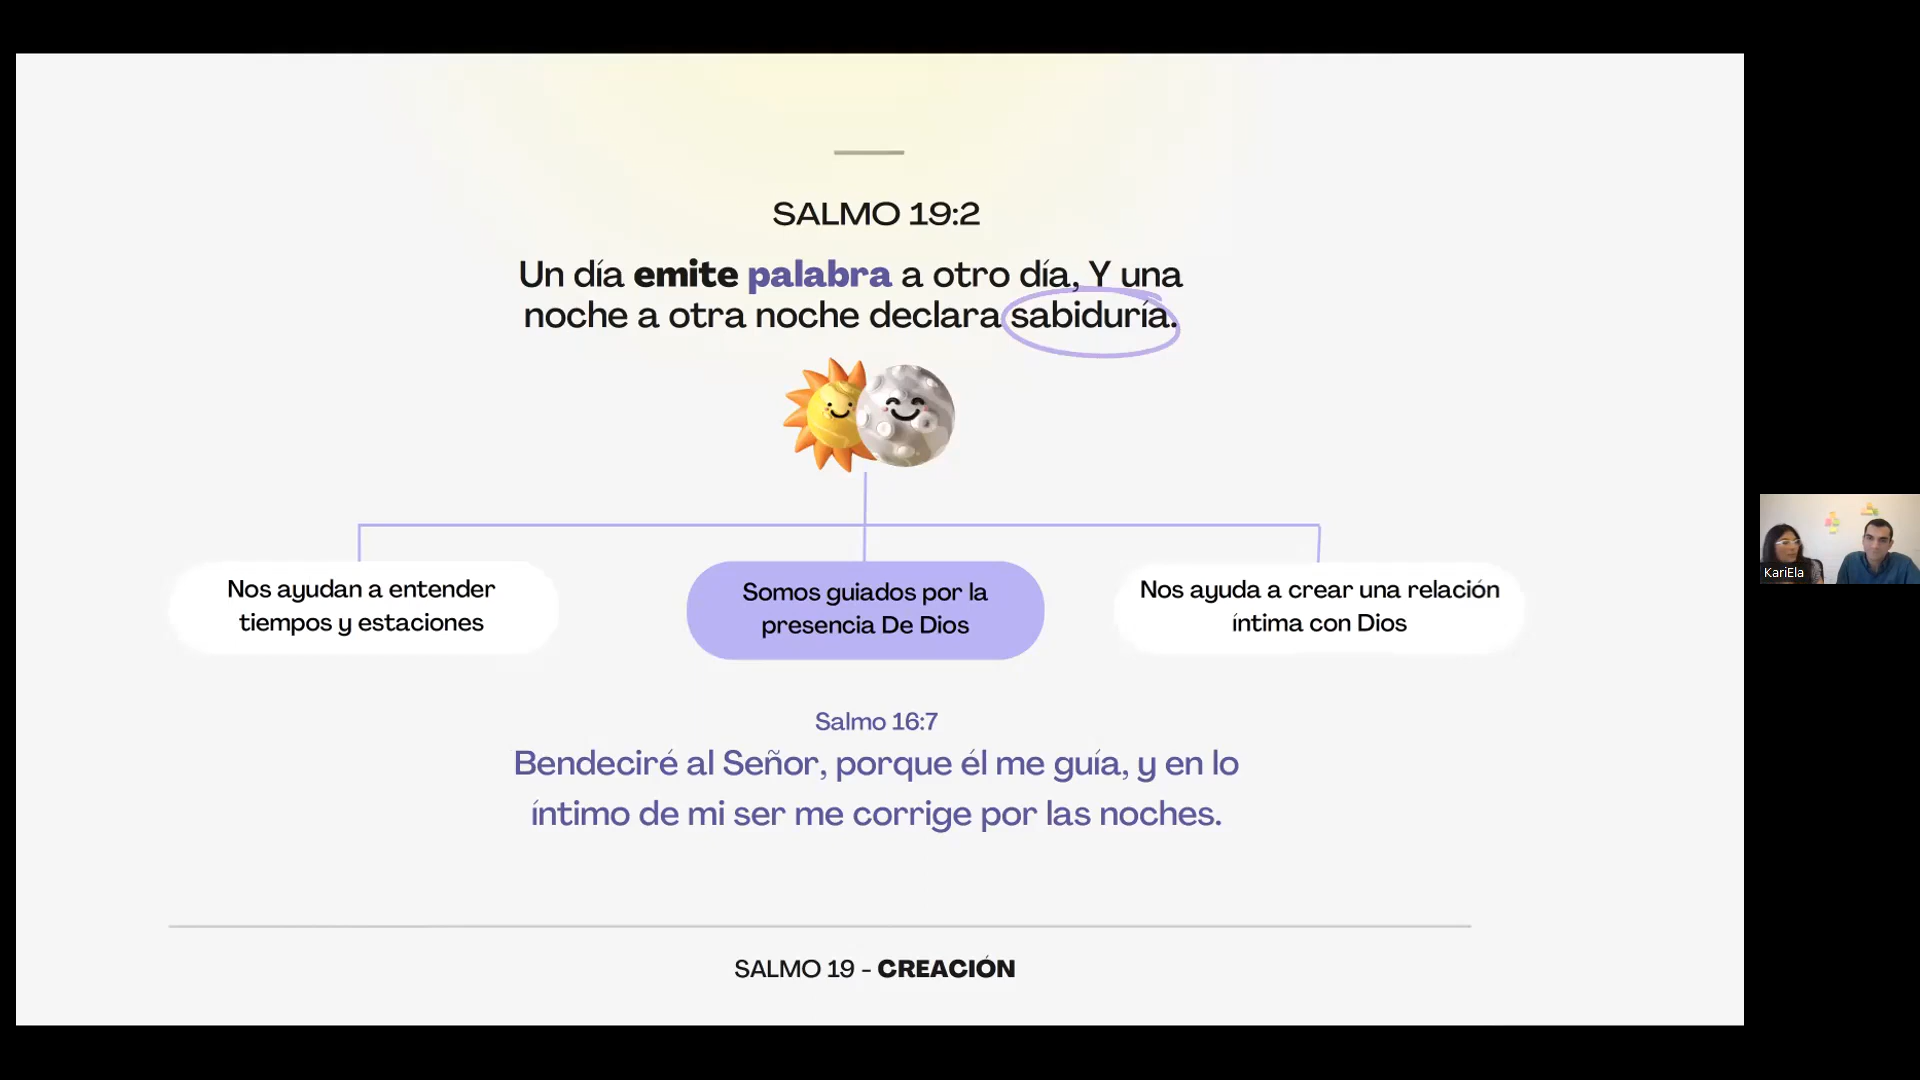 SALMO 19:2
Un día emite palabra a otro día, Y una
noche a otra noche declara sabiduría.
Nos ayudan a entender
tiempos y estaciones
Somos guiados por la
presencia De Dios
Nos ayuda a crear una relación
íntima con Dios
Salmo 16:7
Bendeciré al Señor, porque él me guía, y en lo
íntimo de mi ser me corrige por las noches.
SALMO 19 - CREACIÓN
KariEla